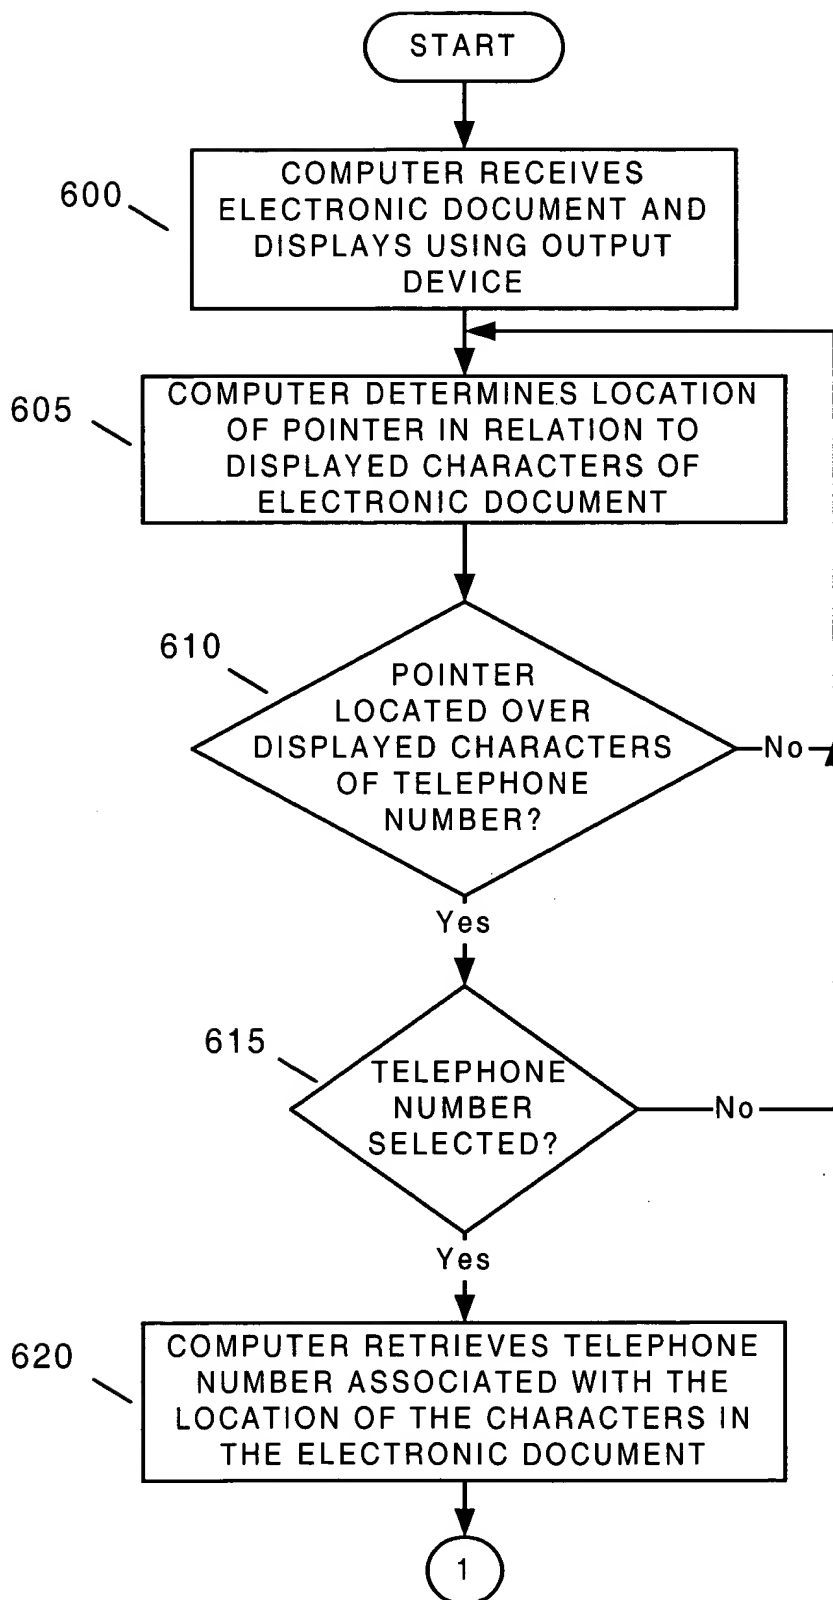 START
600
COMPUTER RECEIVES
ELECTRONIC DOCUMENT AND
DISPLAYS USING OUTPUT
DEVICE
605
COMPUTER DETERMINES LOCATION
OF POINTER IN RELATION TO
DISPLAYED CHARACTERS OF
ELECTRONIC DOCUMENT
610
POINTER
LOCATED OVER
DISPLAYED CHARACTERS
OF TELEPHONE
NUMBER?
No
Yes
615
TELEPHONE
NUMBER
SELECTED?
No
Yes
620
COMPUTER RETRIEVES TELEPHONE
NUMBER ASSOCIATED WITH THE
LOCATION OF THE CHARACTERS IN
THE ELECTRONIC DOCUMENT
1